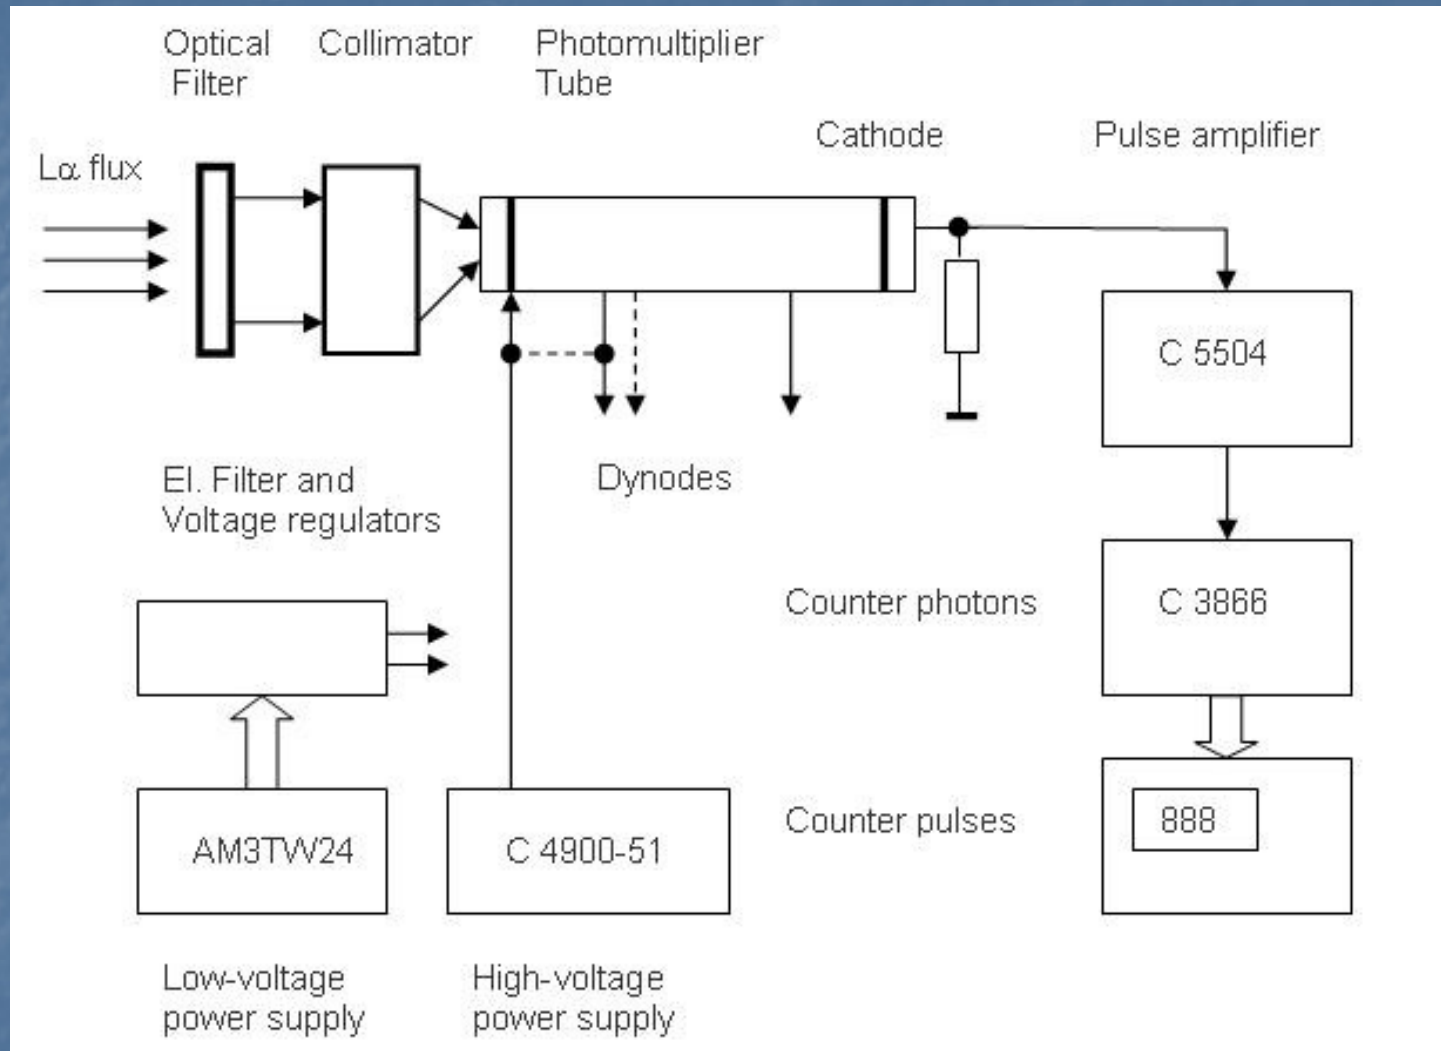 Optical
Filter
Collimator
Photomultiplier
Tube
Cathode
Pulse amplifier
Lα flux
C 5504
El. Filter and
Voltage regulators
Dynodes
Counter photons
C 3866
Counter pulses
888
AM3TW24
C 4900-51
Low-voltage
power supply
High-voltage
power supply